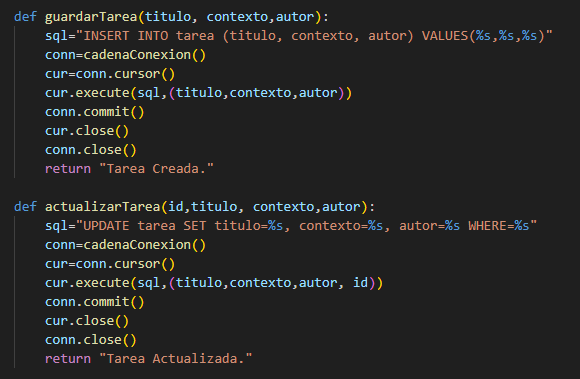 def guardarTarea(titulo, contexto,autor):
    sql="INSERT INTO tarea (titulo, contexto, autor) VALUES(%s,%s,%s)"
    conn=cadenaConexion()
    cur=conn.cursor()
    cur.execute(sql,(titulo,contexto,autor))
    conn.commit()
    cur.close()
    conn.close()
    return "Tarea Creada."

def actualizarTarea(id,titulo, contexto,autor):
    sql="UPDATE tarea SET titulo=%s, contexto=%s, autor=%s WHERE=%s"
    conn=cadenaConexion()
    cur=conn.cursor()
    cur.execute(sql,(titulo,contexto,autor, id))
    conn.commit()
    cur.close()
    conn.close()
    return "Tarea Actualizada."